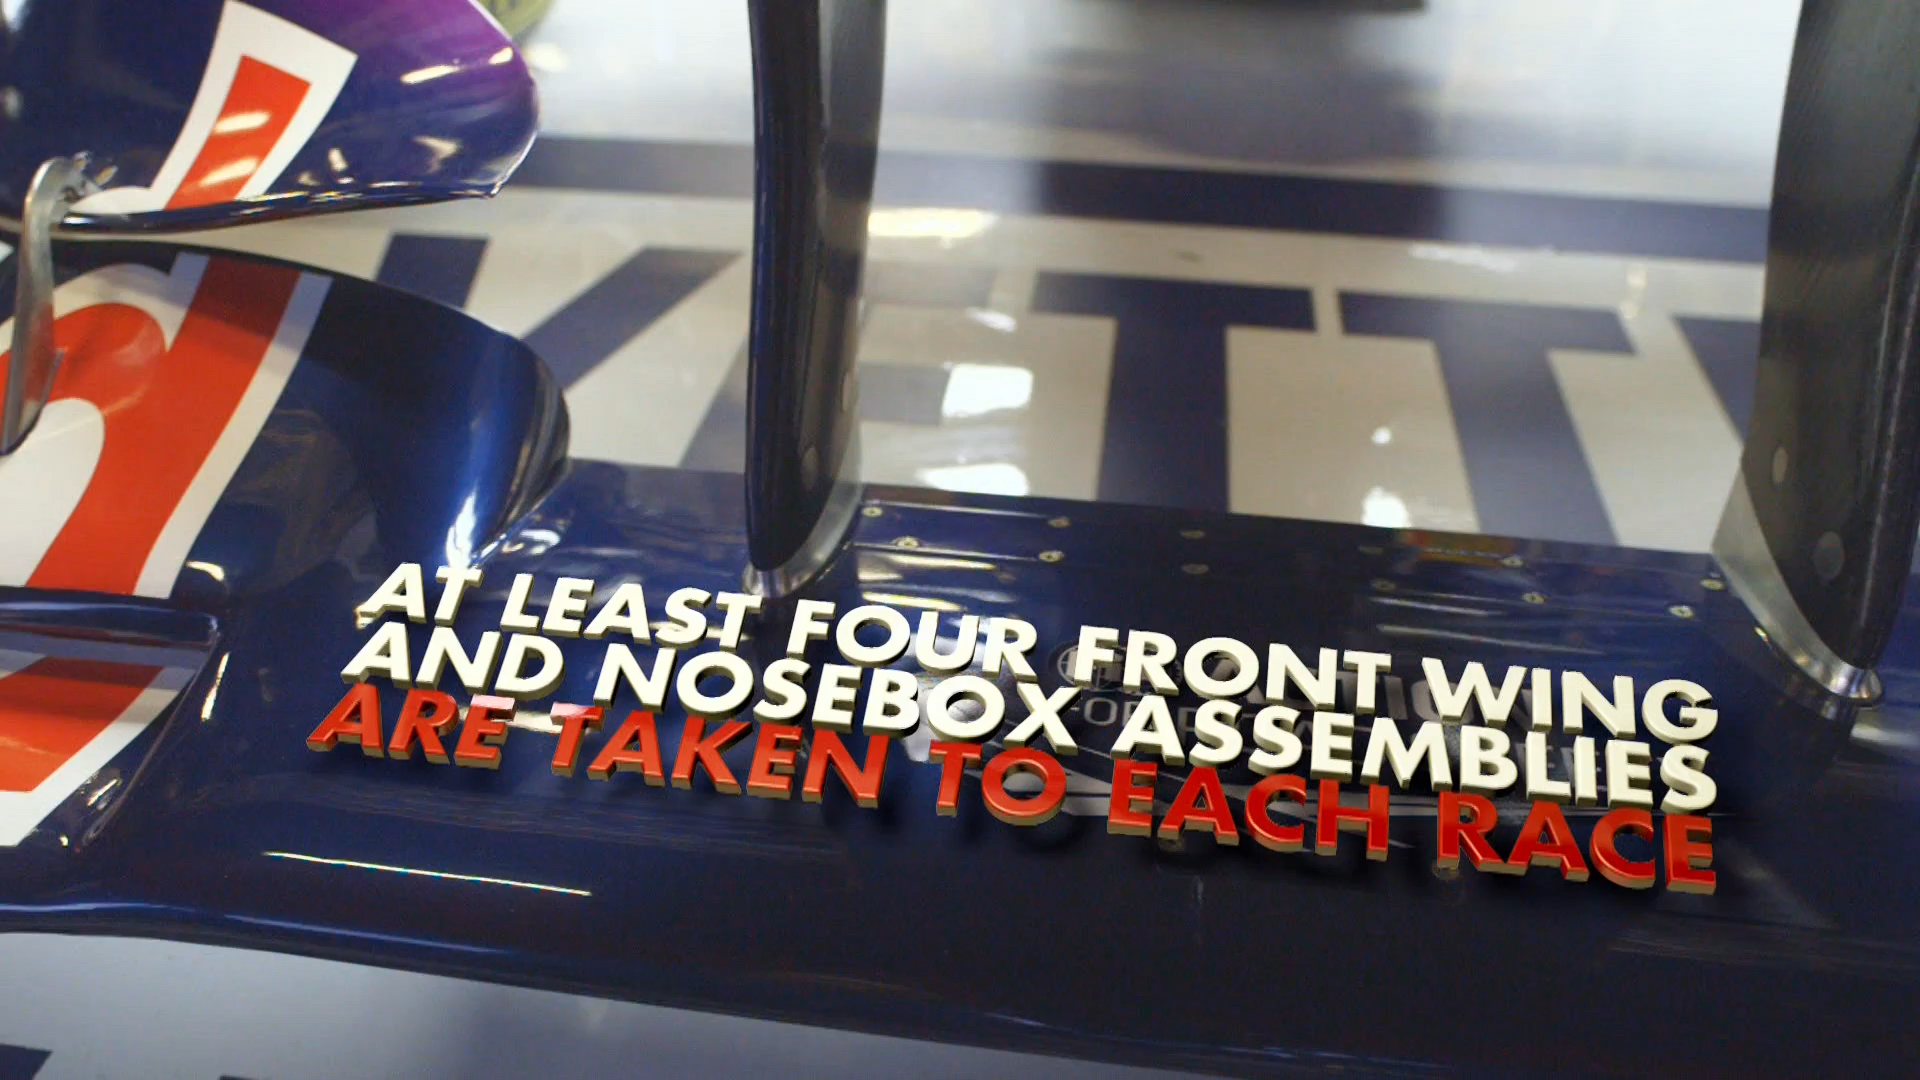 AT LEAST FOUR FRONT WING
AND NOSEBOX ASSEMBLIES
ARE TAKEN TO EACH RACE